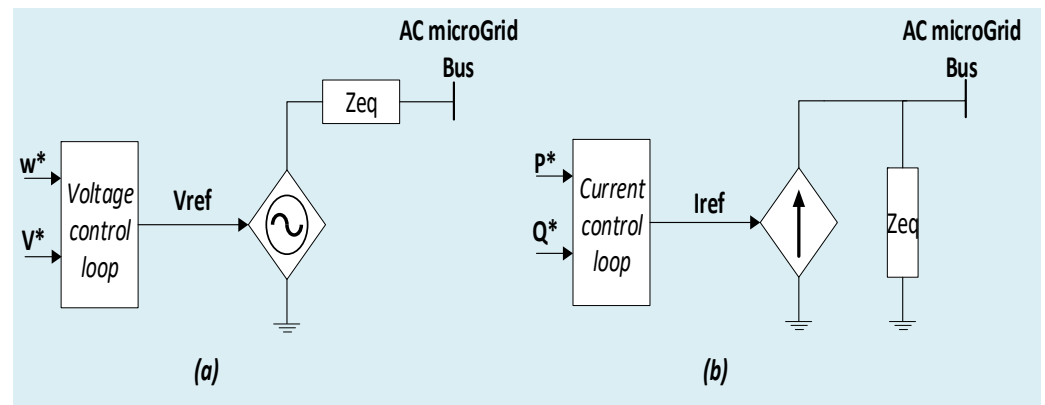 AC microGrid
Bus
Zeq
w*
V*
Voltage
control
loop
Vref
(a)
AC microGrid
Bus
P*
Q*
Current
control
loop
Iref
Zeq
(b)